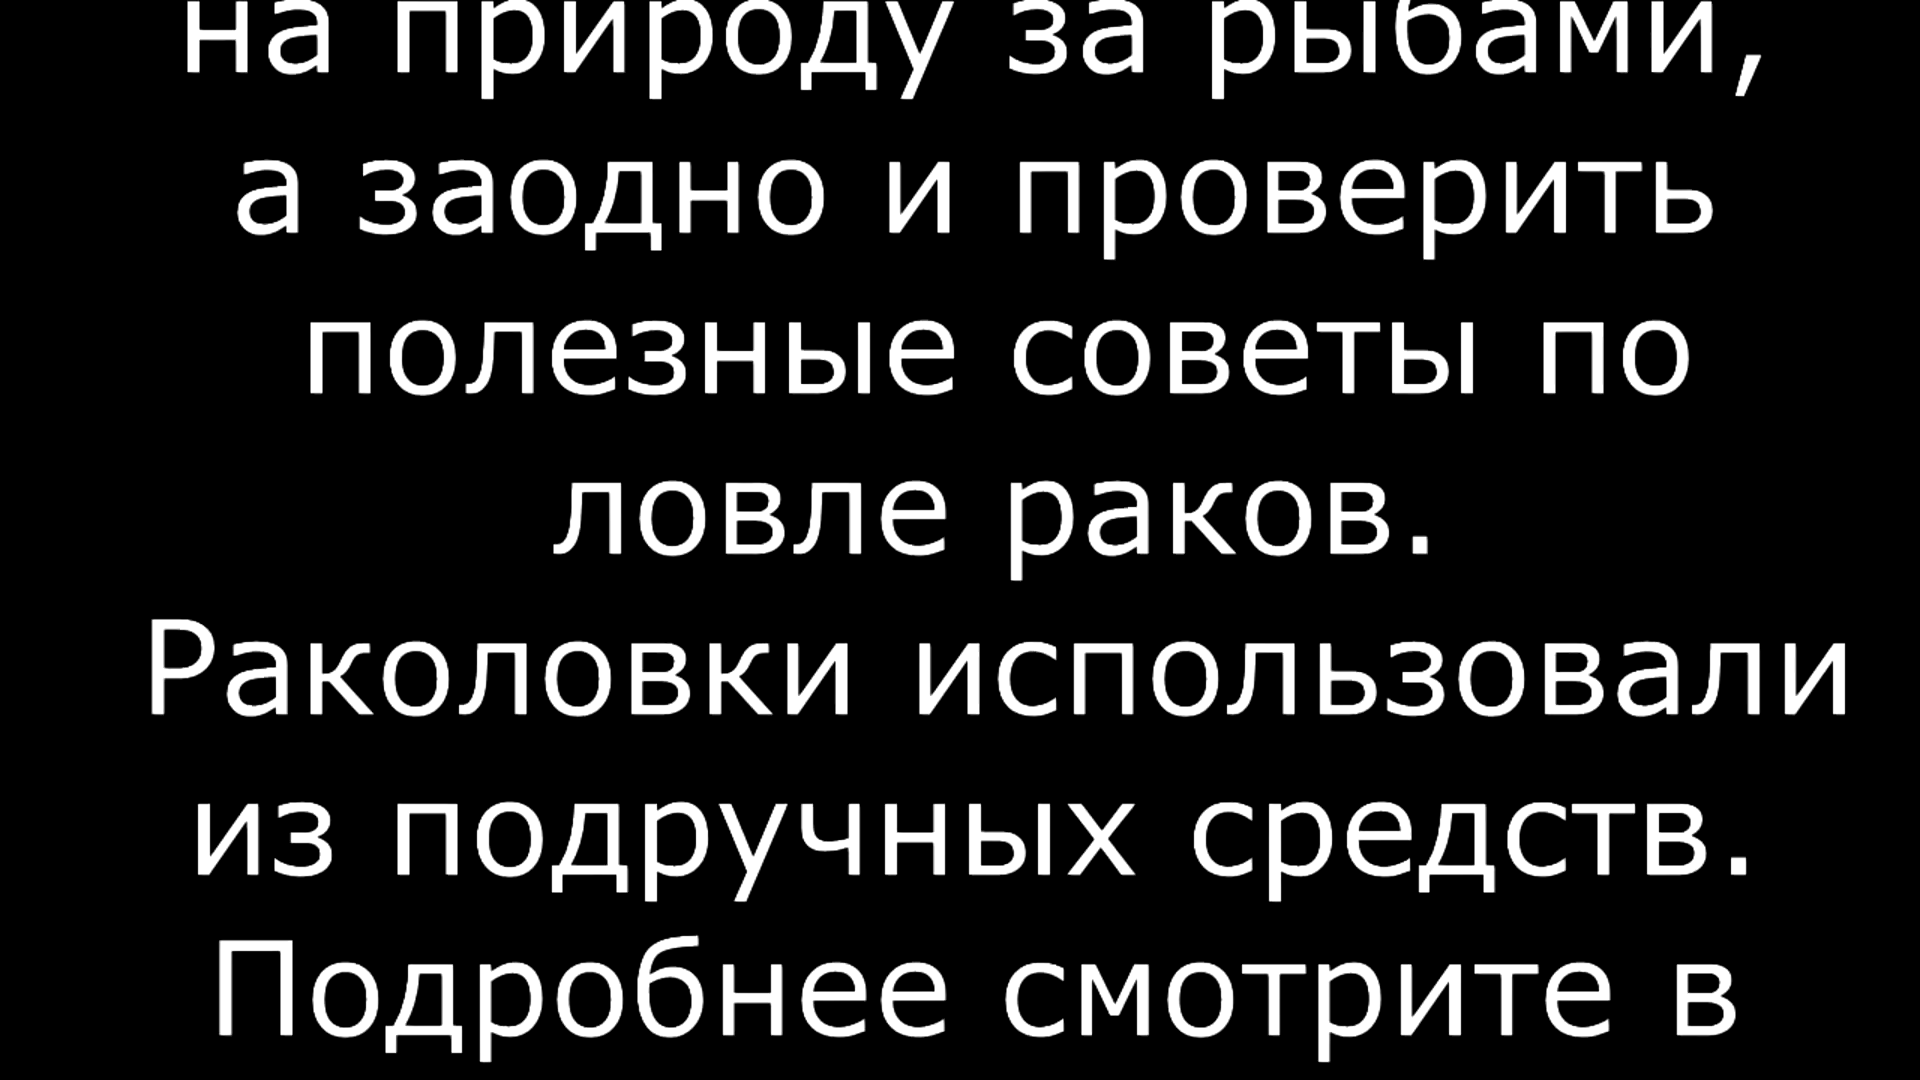 на природу за рыбами,
а заодно и проверить
полезные советы по
ловле раков.
Раколовки использовали
из подручных средств.
Подробнее смотрите в